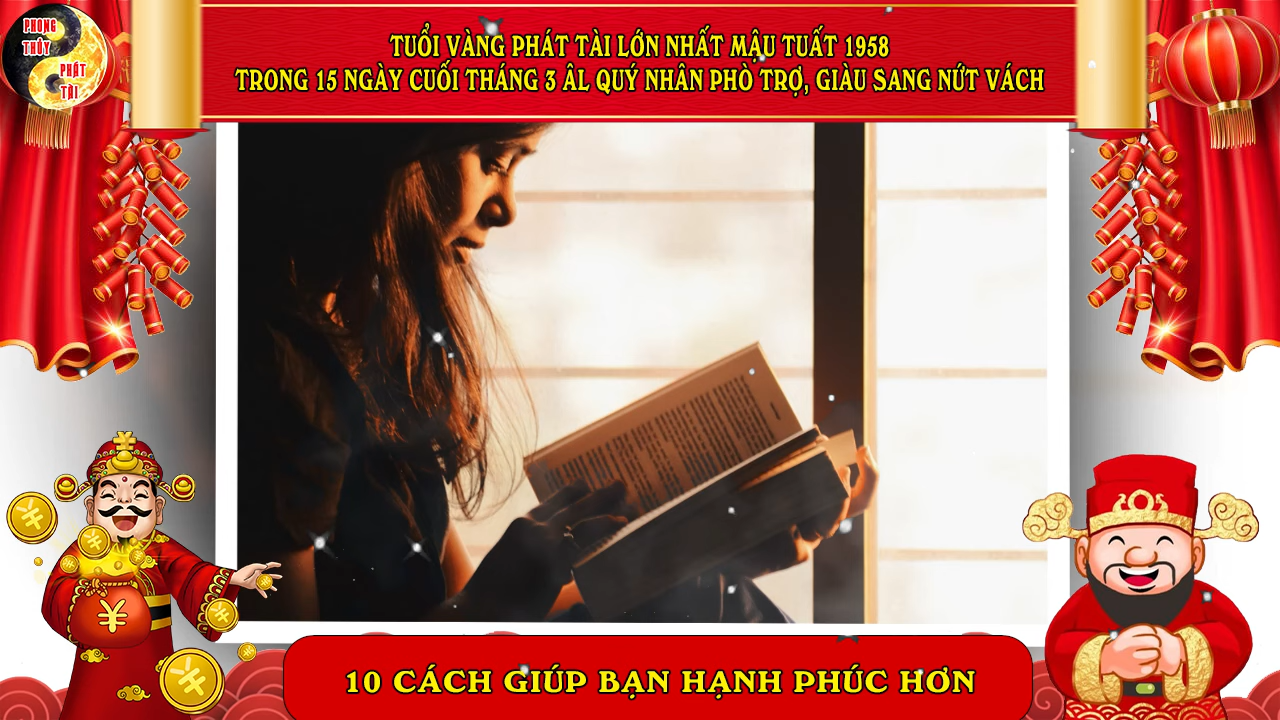 PHONG
THỦY
PHÁT
TÀI
TUỔI VÀNG PHÁT TÀI LỚN NHẤT MẬU TUẤT 1958
TRONG 15 NGÀY CUỐI THÁNG 3 ÂL QUÝ NHÂN PHÒ TRỢ, GIÀU SANG NỨT VÁCH
10 CÁCH GIÚP BẠN HẠNH PHÚC HƠN